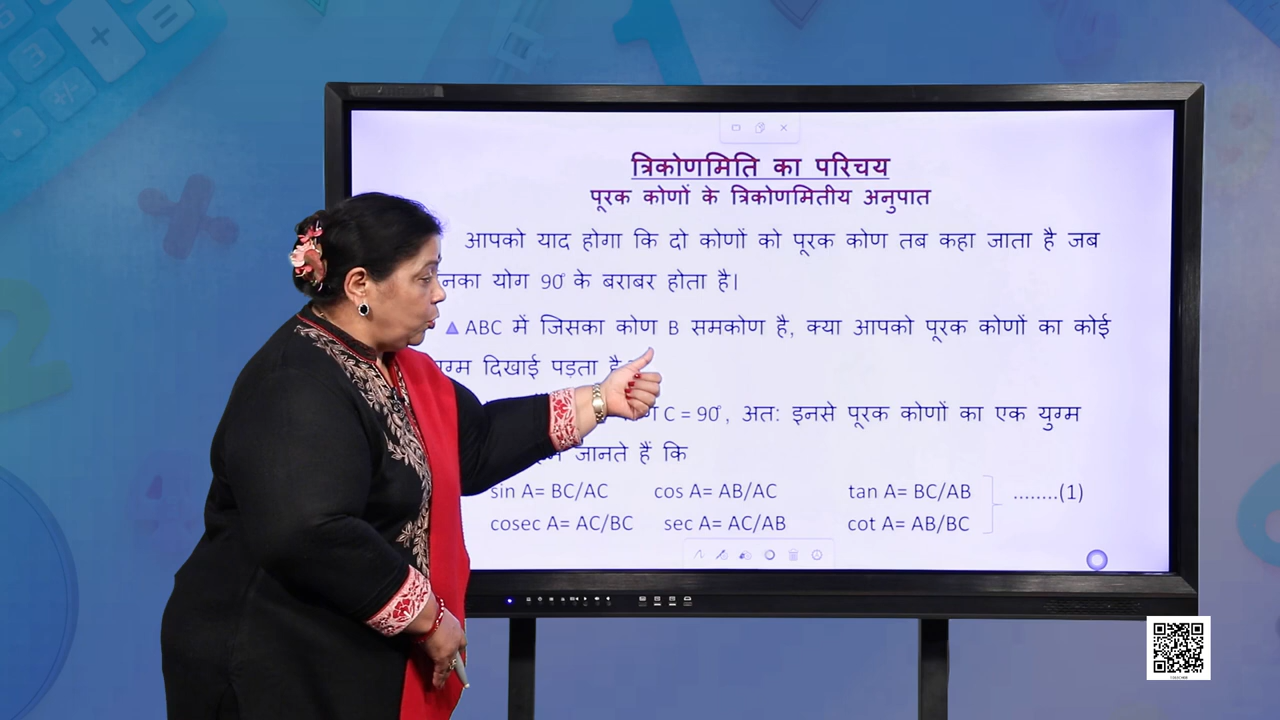 त्रिकोणमिति का परिचय
पूरक कोणों के त्रिकोणमितीय अनुपात
आपको याद होगा कि दो कोणों को पूरक कोण तब कहा जाता है जब
योग 90° के बराबर होता है।
▲ABC में जिसका कोण B समकोण है, क्या आपको पूरक कोणों का कोई
दिखाई पड़ता
C = 90°, अत: इनसे पूरक कोणों का एक युग्म
जानते हैं कि
sin A= BC/AC cos A= AB/AC tan A= BC/AB ........(1)
cosec A= AC/BC sec A= AC/AB cot A= AB/BC